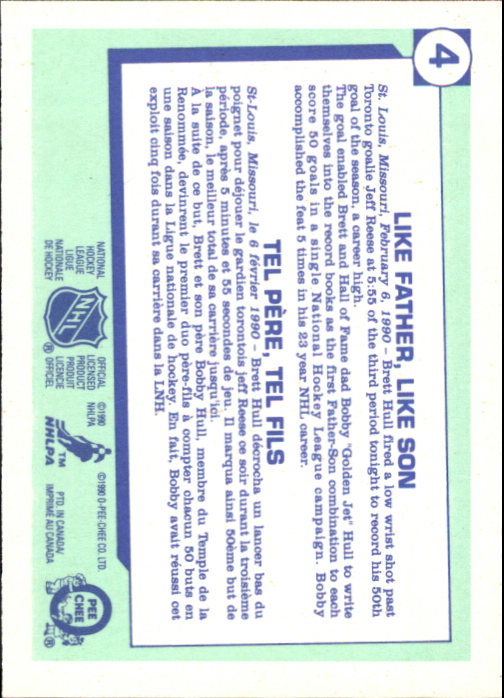 4
LIKE FATHER, LIKE SON
St. Louis, Missouri, February 6, 1990 – Brett Hull fired a low wrist shot past
Toronto goalie Jeff Reese at 5:55 of the third period tonight to record his 50th
goal of the season, a career high.
The goal enabled Brett and Hall of Fame dad Bobby "Golden Jet" Hull to write
themselves into the record books as the first Father-Son combination to each
score 50 goals in a single National Hockey League campaign. Bobby
accomplished the feat 5 times in his 23 year NHL career.
TEL PÈRE, TEL FILS
St-Louis, Missouri, le 6 février 1990 – Brett Hull décrocha un lancer bas du
poignet pour déjouer le gardien torontois Jeff Reese ce soir durant la troisième
période, après 5 minutes et 55 secondes de jeu. Il marqua ainsi 50ème but de
la saison, le meilleur total de sa carrière jusqu'ici.
À la suite de ce but, Brett et son père Bobby Hull, membre du Temple de la
Renommée, devinrent le premier duo père-fils à compter chacun 50 buts en
une saison dans la Ligue nationale de hockey. En fait, Bobby avait réussi cet
exploit cinq fois durant sa carrière dans la LNH.
NATIONAL
HOCKEY
LEAGUE
LIGUE
NATIONALE
DE HOCKEY
NHL
®
OFFICIAL
LICENSED
PRODUCT
PRODUIT
LICENCIÉ
OFFICIEL
©1990
NHLPA
™
NHLPA
©1990 O-PEE-CHEE CO. LTD.
PTD. IN CANADA/
IMPRIMÉ AU CANADA
O
PEE
CHEE
®